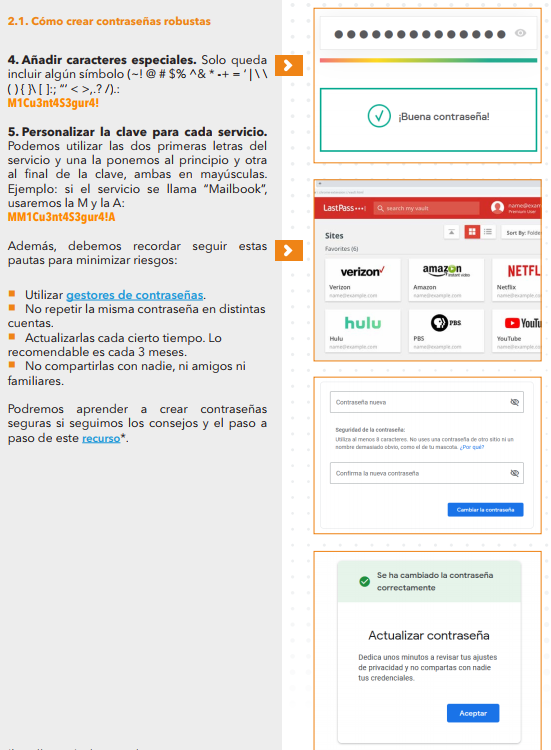 2.1. Cómo crear contraseñas robustas
4. Añadir caracteres especiales. Solo queda
incluir algún símbolo (~! @ # $% ^& * -+ = ‘ | \ \
( ) { }\ [ ]:; “’ < >,.? /).:
M1Cu3nt4S3gur4!
5. Personalizar la clave para cada servicio.
Podemos utilizar las dos primeras letras del
servicio y una la ponemos al principio y otra
al final de la clave, ambas en mayúsculas.
Ejemplo: si el servicio se llama “Mailbook”,
usaremos la M y la A:
MM1Cu3nt4S3gur4!A
Además, debemos recordar seguir estas
pautas para minimizar riesgos:
Utilizar gestores de contraseñas.
No repetir la misma contraseña en distintas
cuentas.
Actualizarlas cada cierto tiempo. Lo
recomendable es cada 3 meses.
No compartirlas con nadie, ni amigos ni
familiares.
Podremos aprender a crear contraseñas
seguras si seguimos los consejos y el paso a
paso de este recurso*.
¡Buena contraseña!
LastPass •••|
search my vault
name@exam
Premium User
Sites
Sort By: Folde
Favorites (6)
verizon
amazon
instant video
NETFL
Verizon
name@example.com
Amazon
name@example.com
Netflix
name@example.com
hulu
PBS
YouTu
Hulu
name@example.com
PBS
name@example.com
YouTube
name@example.com
Contraseña nueva
Seguridad de la contraseña:
Utiliza al menos 8 caracteres. No uses una contraseña de otro sitio ni un
nombre demasiado obvio, como el de tu mascota. ¿Por qué?
Confirma la nueva contraseña
Cambiar la contraseña
Se ha cambiado la contraseña
correctamente
Actualizar contraseña
Dedica unos minutos a revisar tus ajustes
de privacidad y no compartas con nadie
tus credenciales.
Aceptar